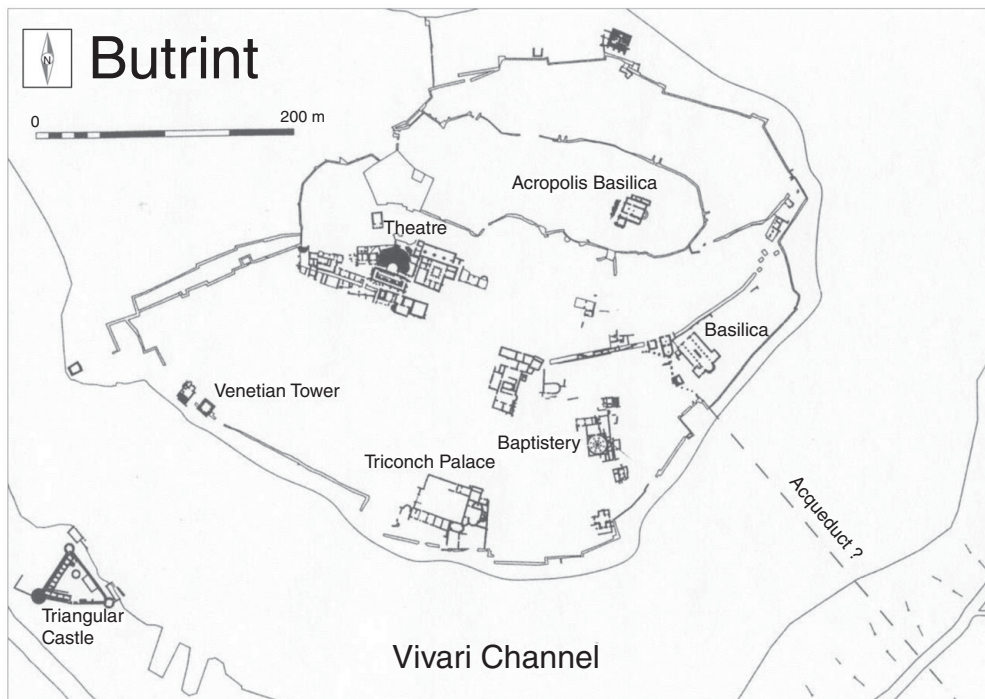 N
Butrint
0 200 m
Acropolis Basilica
Theatre
Basilica
Venetian Tower
Baptistery
Triconch Palace
Acqueduct ?
Triangular
Castle
Vivari Channel